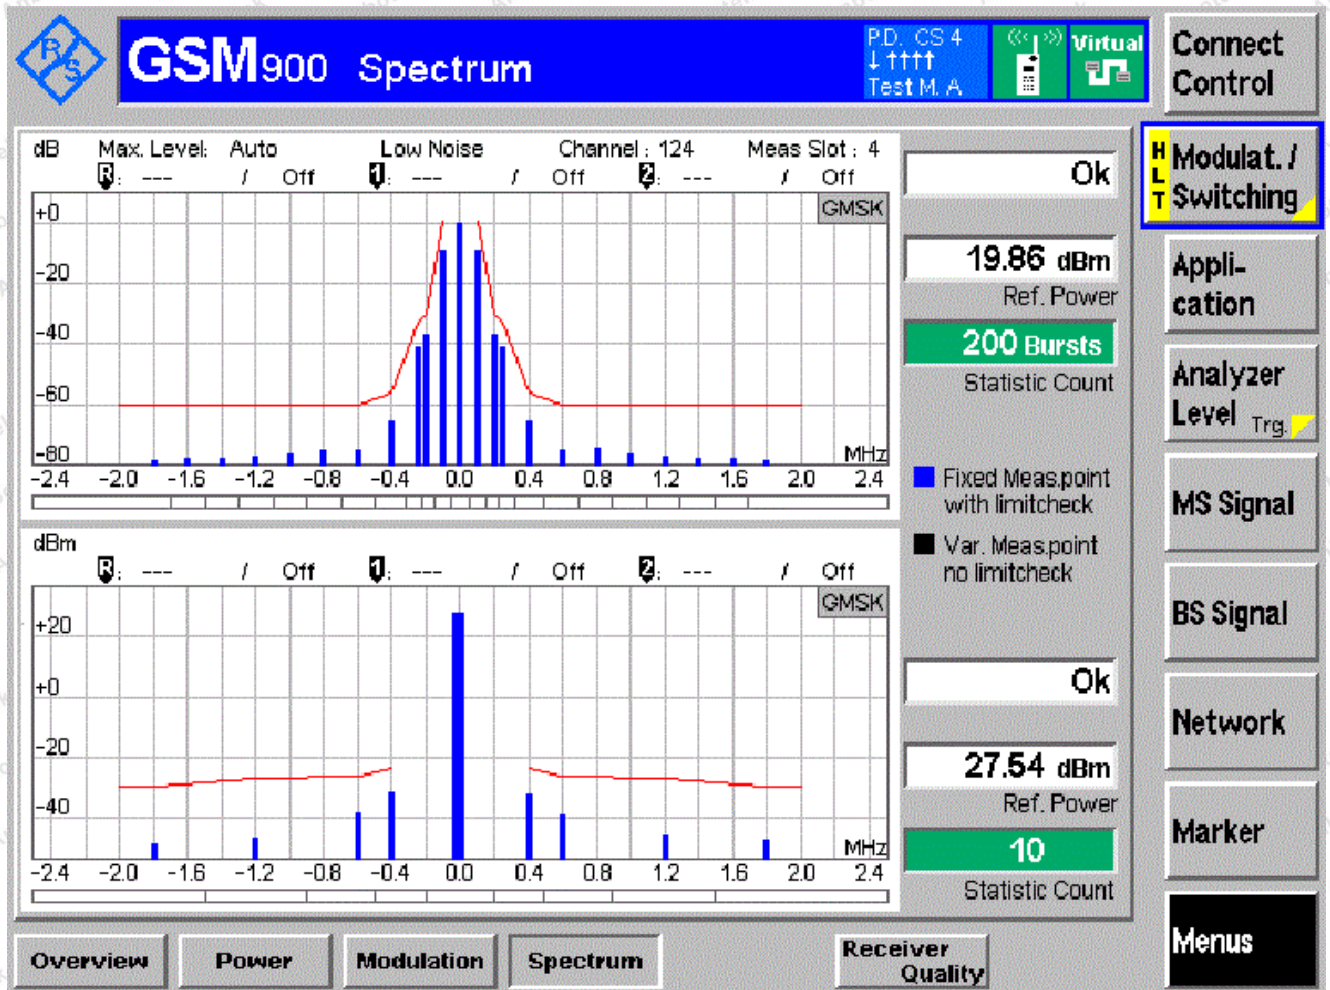 R S
GSM900 Spectrum
P.D. CS 4
↓ ↑↑↑↑
Test M. A
Virtual
Connect
Control
dB Max. Level: Auto Low Noise Channel : 124 Meas Slot : 4
R: --- / Off 1: --- / Off 2: --- / Off
GMSK
+0
-20
-40
-60
-80
MHz
-2.4 -2.0 -1.6 -1.2 -0.8 -0.4 0.0 0.4 0.8 1.2 1.6 2.0 2.4
Ok
19.86 dBm
Ref. Power
200 Bursts
Statistic Count
Fixed Meas.point
with limitcheck
Var. Meas.point
no limitcheck
dBm
R: --- / Off 1: --- / Off 2: --- / Off
GMSK
+20
+0
-20
-40
MHz
-2.4 -2.0 -1.6 -1.2 -0.8 -0.4 0.0 0.4 0.8 1.2 1.6 2.0 2.4
Ok
27.54 dBm
Ref. Power
10
Statistic Count
HLT
Modulat. /
Switching
Appli-
cation
Analyzer
Level Trg.
MS Signal
BS Signal
Network
Marker
Menus
Overview Power Modulation Spectrum
Receiver
Quality